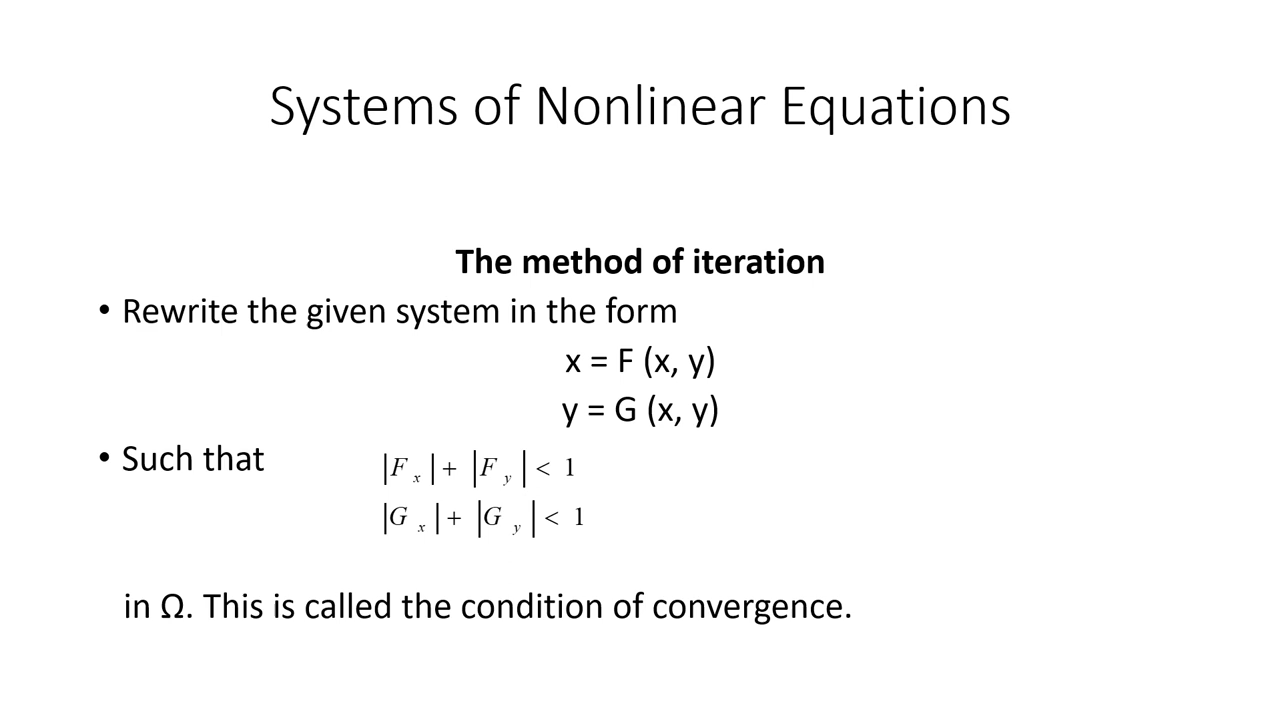 Systems of Nonlinear Equations
The method of iteration
• Rewrite the given system in the form
x = F (x, y)
y = G (x, y)
• Such that |F x| + |F y| < 1
|G x| + |G y| < 1
in Ω. This is called the condition of convergence.